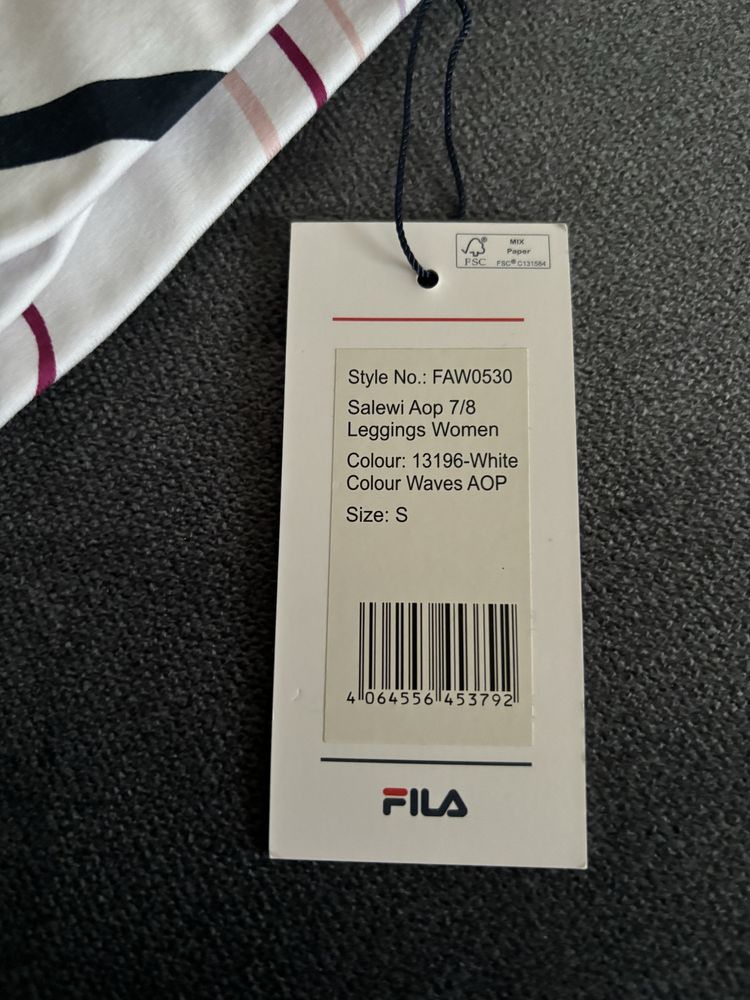 MIX
Paper
FSC®
FSC® C131584
Style No.: FAW0530
Salewi Aop 7/8
Leggings Women
Colour: 13196-White
Colour Waves AOP
Size: S
4 064556 453792
FILA